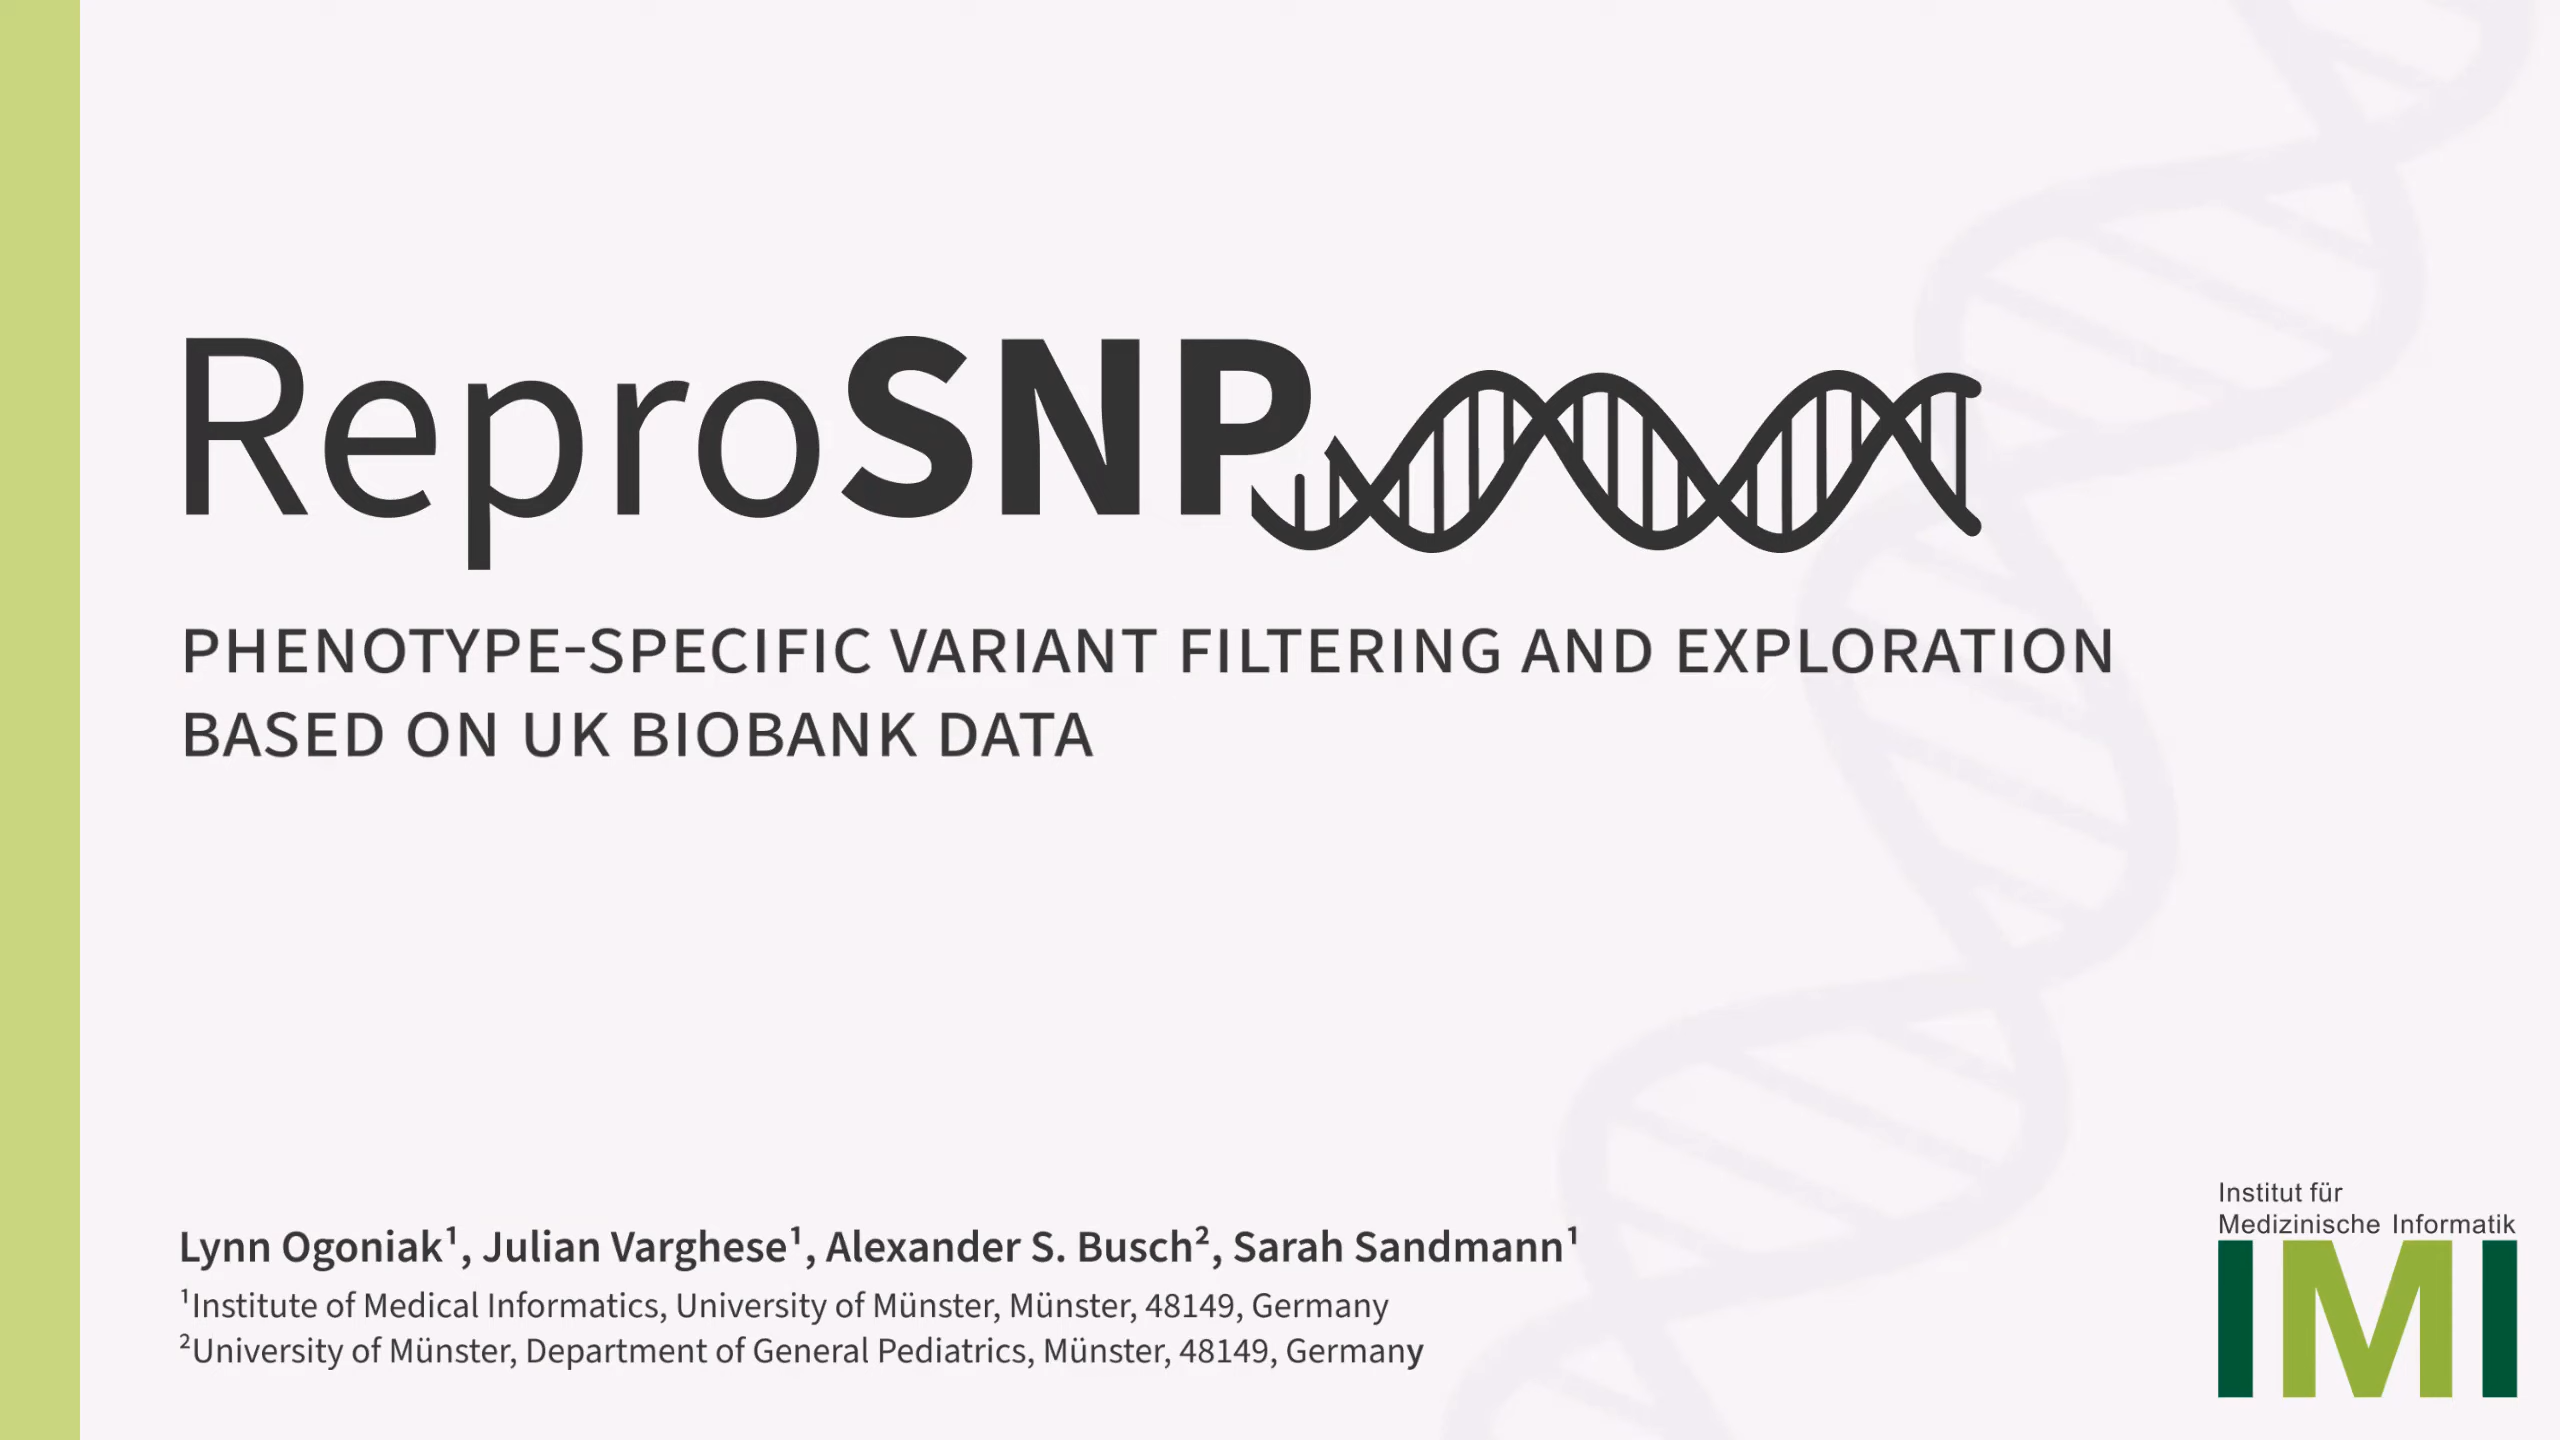 ReproSNP
PHENOTYPE-SPECIFIC VARIANT FILTERING AND EXPLORATION
BASED ON UK BIOBANK DATA
Lynn Ogoniak¹, Julian Varghese¹, Alexander S. Busch², Sarah Sandmann¹
¹Institute of Medical Informatics, University of Münster, Münster, 48149, Germany
²University of Münster, Department of General Pediatrics, Münster, 48149, Germany
Institut für
Medizinische Informatik
IMI